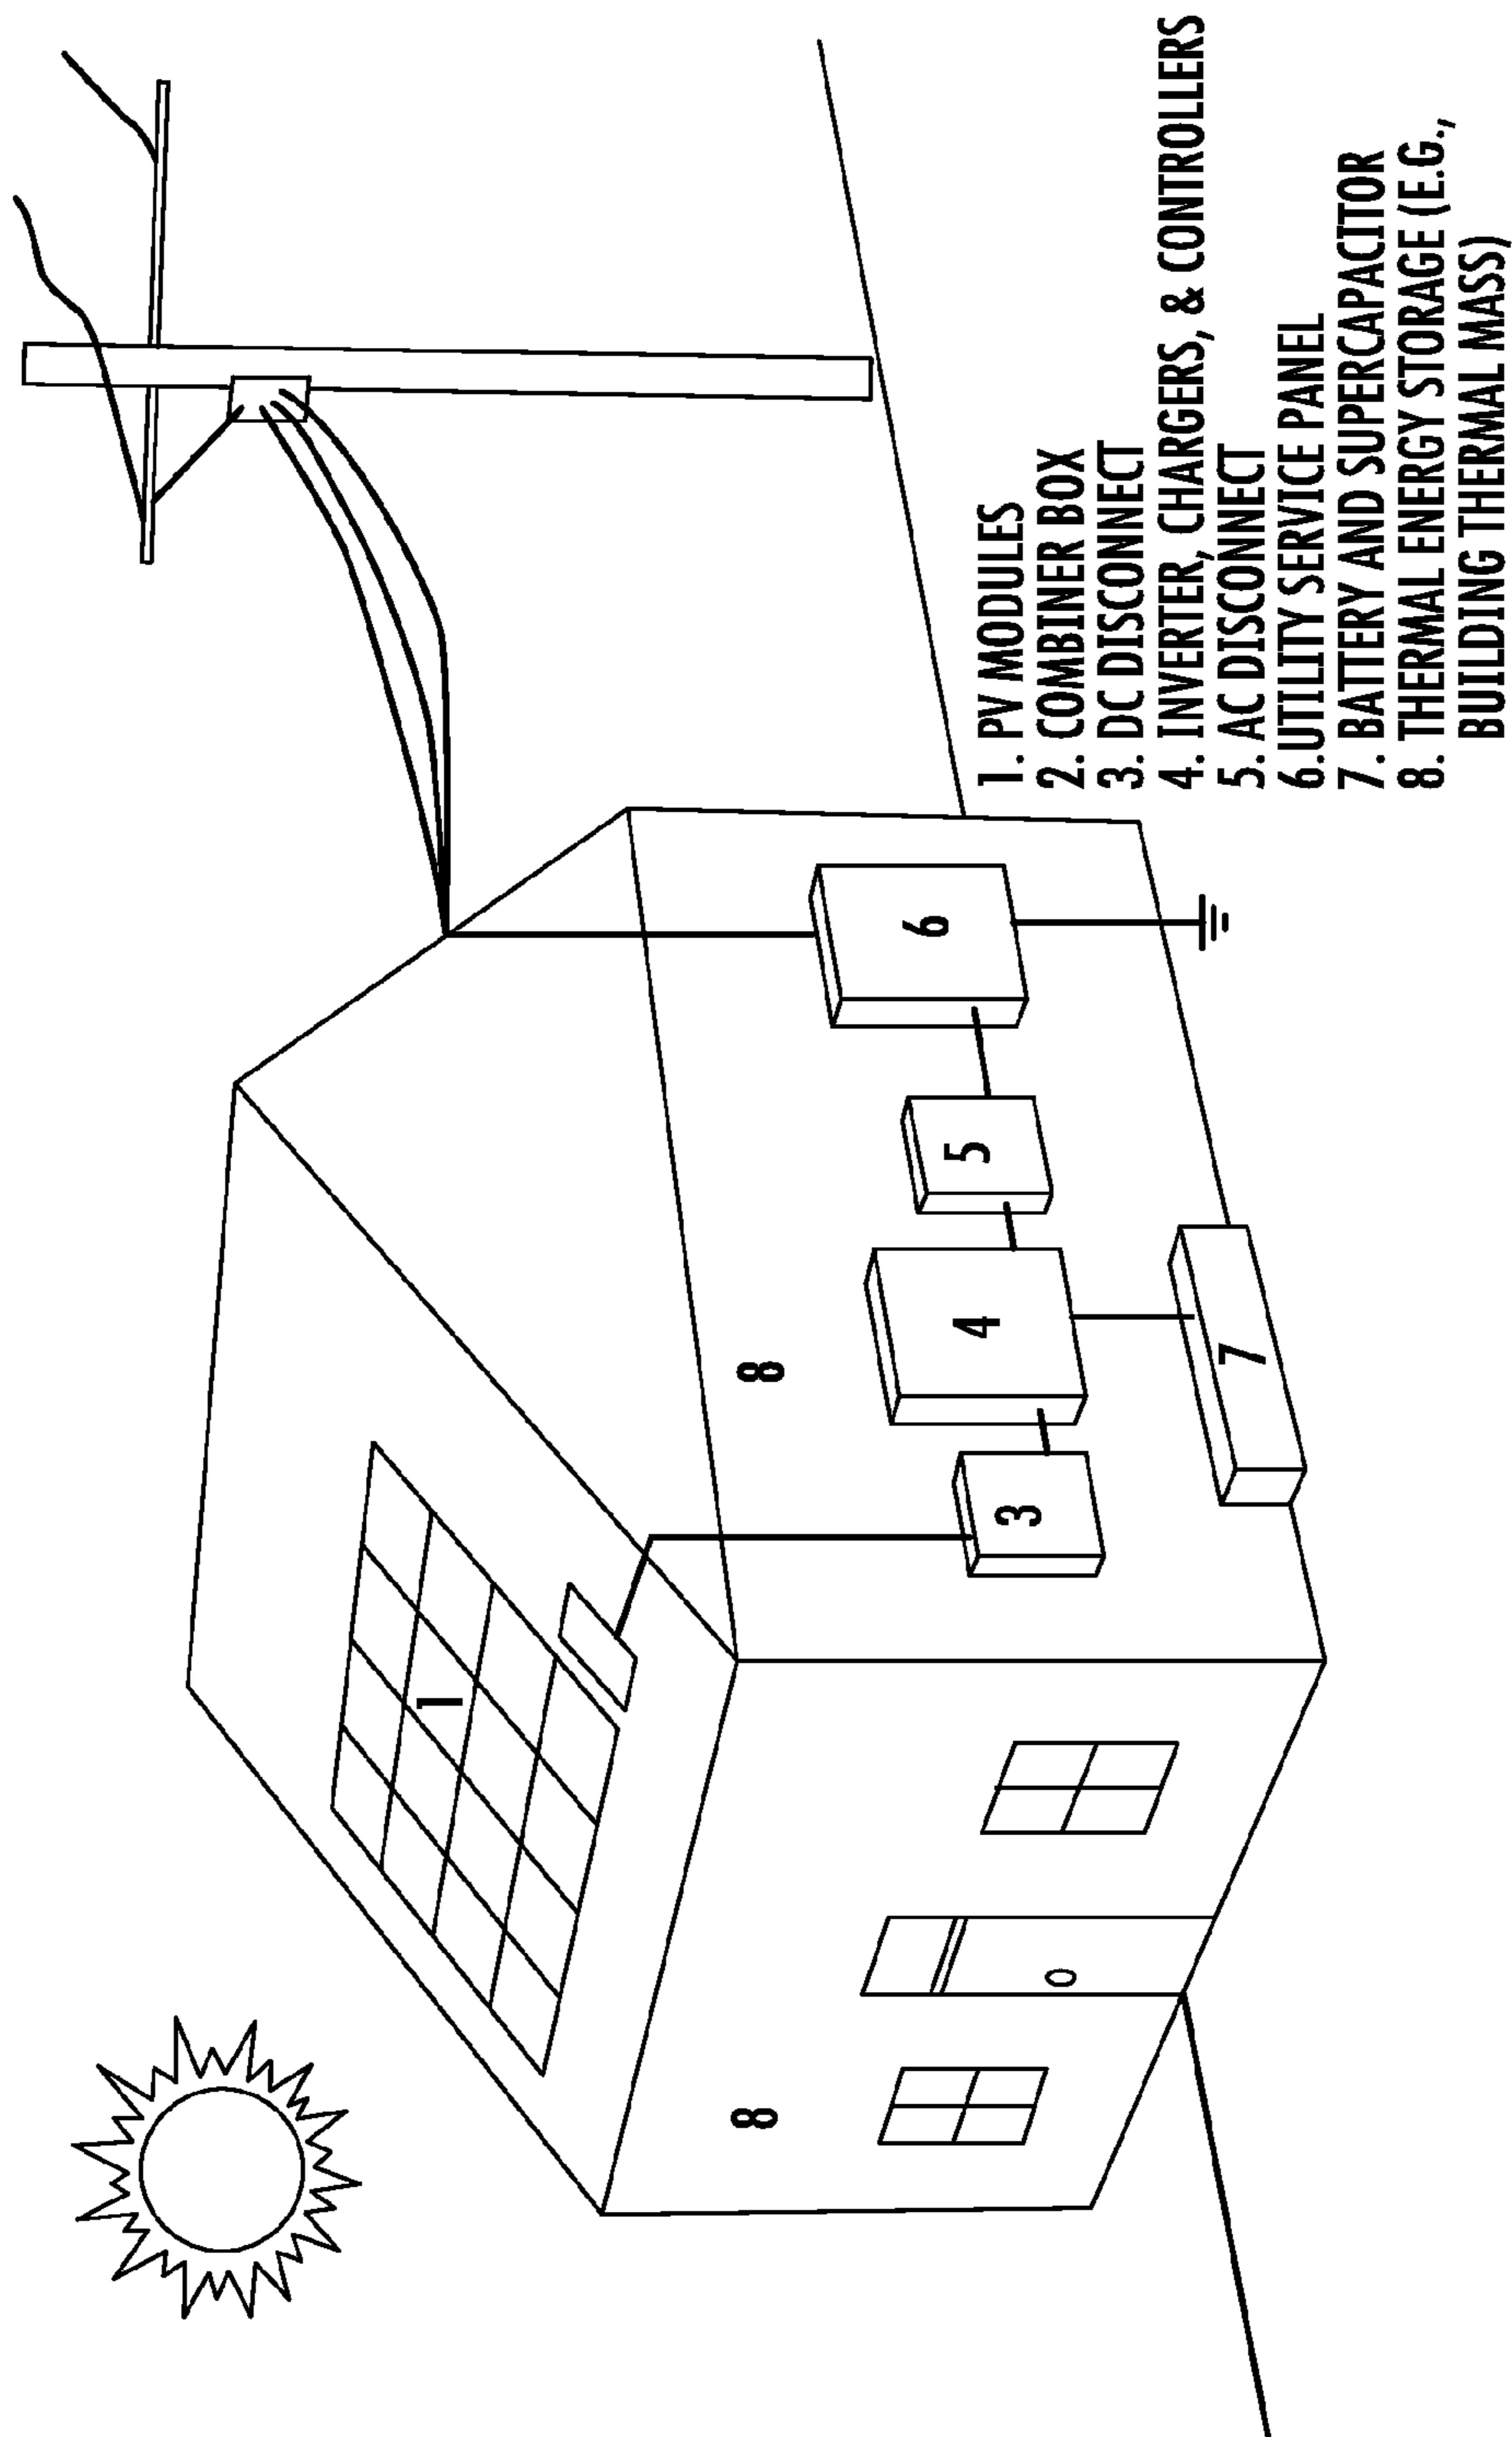 1
8
8
3
4
5
6
7
1. PV MODULES
2. COMBINER BOX
3. DC DISCONNECT
4. INVERTER, CHARGERS, & CONTROLLERS
5. AC DISCONNECT
6.UTILITY SERVICE PANEL
7. BATTERY AND SUPERCAPACITOR
8. THERMAL ENERGY STORAGE (E.G.,
BUILDING THERMAL MASS)